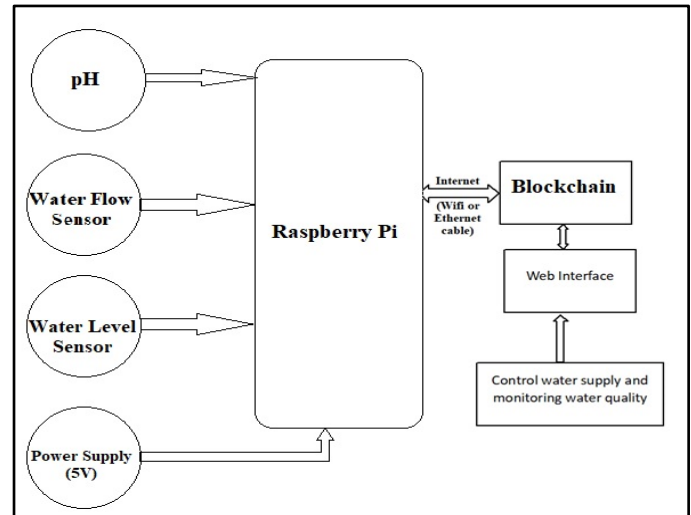 pH
Water Flow
Sensor
Water Level
Sensor
Power Supply
(5V)
Raspberry Pi
Internet
(Wifi or
Ethernet
cable)
Blockchain
Web Interface
Control water supply and
monitoring water quality